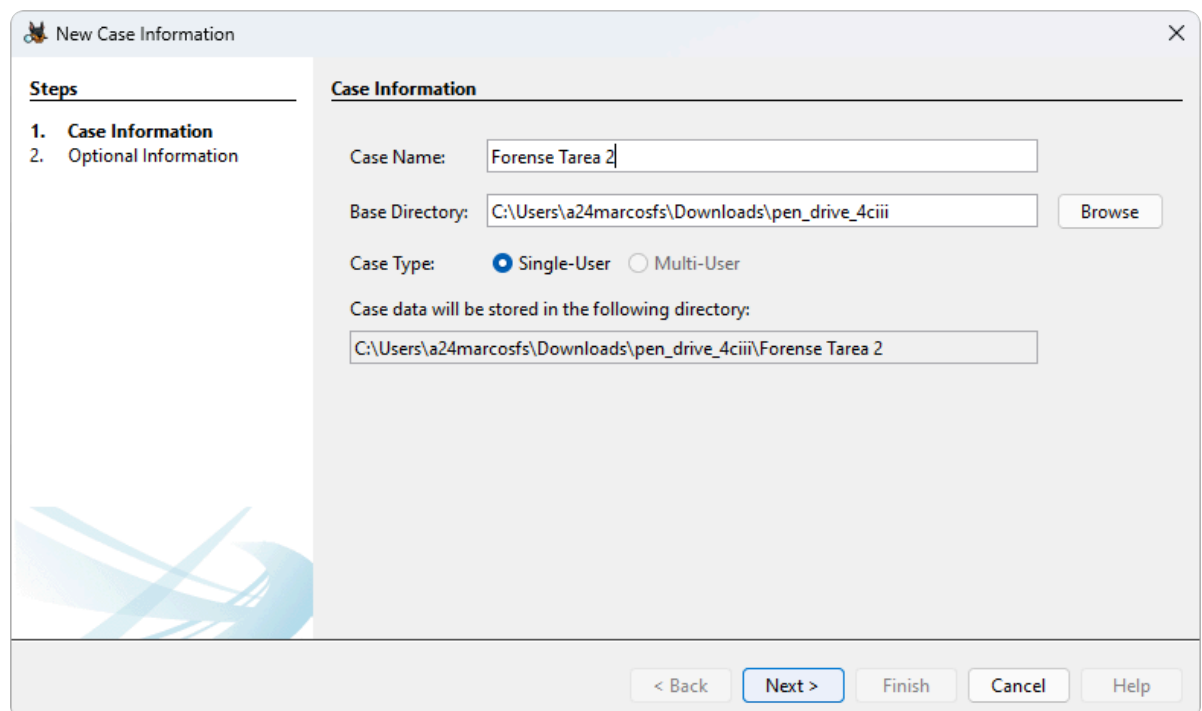 New Case Information
Steps
1. Case Information
2. Optional Information
Case Information
Case Name: Forense Tarea 2
Base Directory: C:\Users\a24marcosfs\Downloads\pen_drive_4ciii Browse
Case Type: Single-User Multi-User
Case data will be stored in the following directory:
C:\Users\a24marcosfs\Downloads\pen_drive_4ciii\Forense Tarea 2
< Back Next > Finish Cancel Help